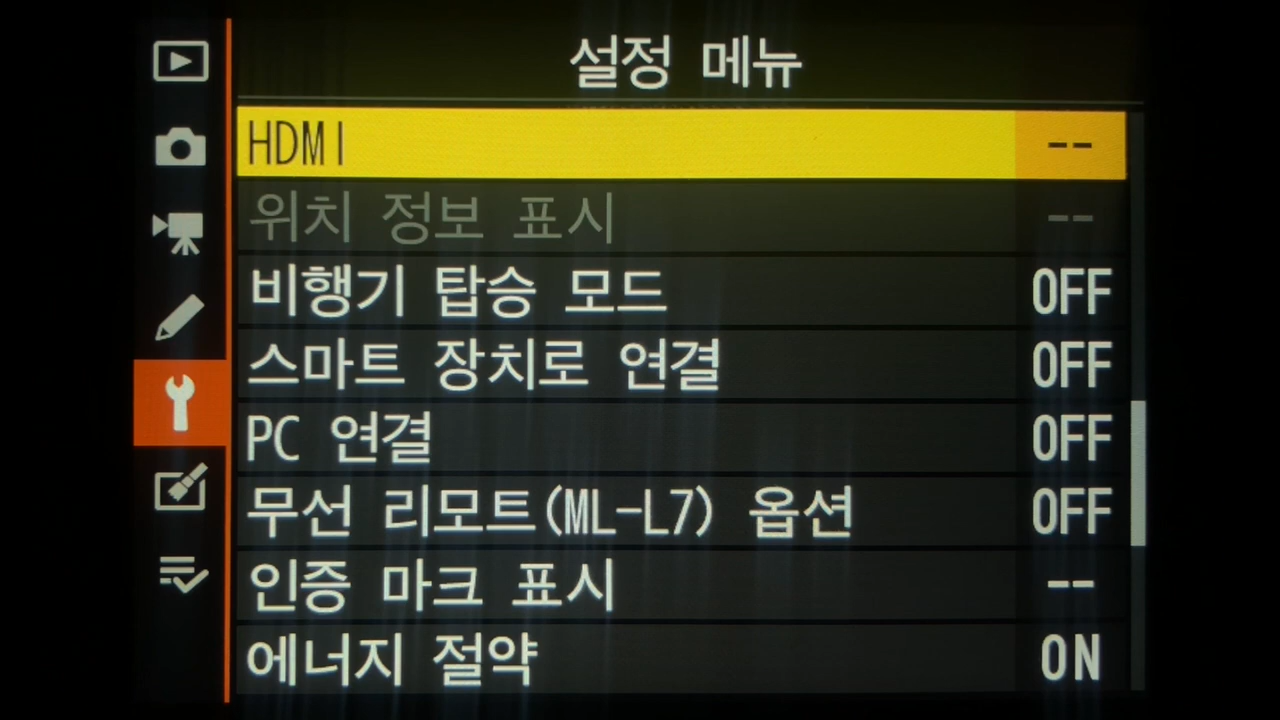 설정 메뉴
HDMI --
위치 정보 표시 --
비행기 탑승 모드 OFF
스마트 장치로 연결 OFF
PC 연결 OFF
무선 리모트(ML-L7) 옵션 OFF
인증 마크 표시 --
에너지 절약 ON